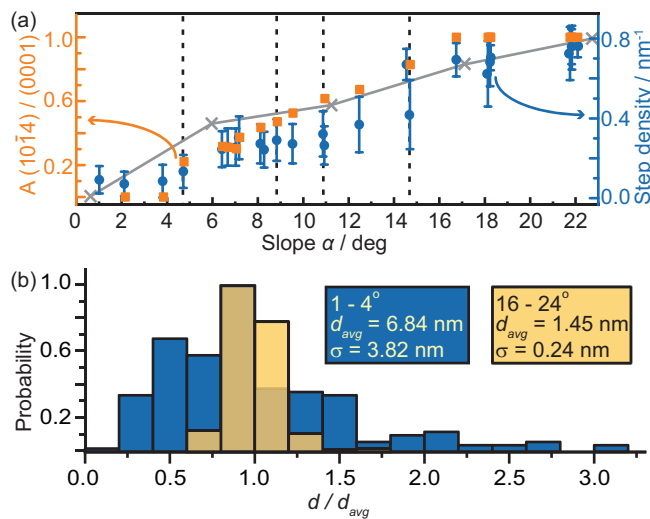 (a)
A (101̄4) / (0001)
1.0
0.6
0.2
0.8
0.4
0.0
Step density / nm⁻¹
0 2 4 6 8 10 12 14 16 18 20 22
Slope α / deg
(b)
Probability
1.0
0.6
0.2
1 - 4°
d_avg = 6.84 nm
σ = 3.82 nm
16 - 24°
d_avg = 1.45 nm
σ = 0.24 nm
0.0 0.5 1.0 1.5 2.0 2.5 3.0
d / d_avg